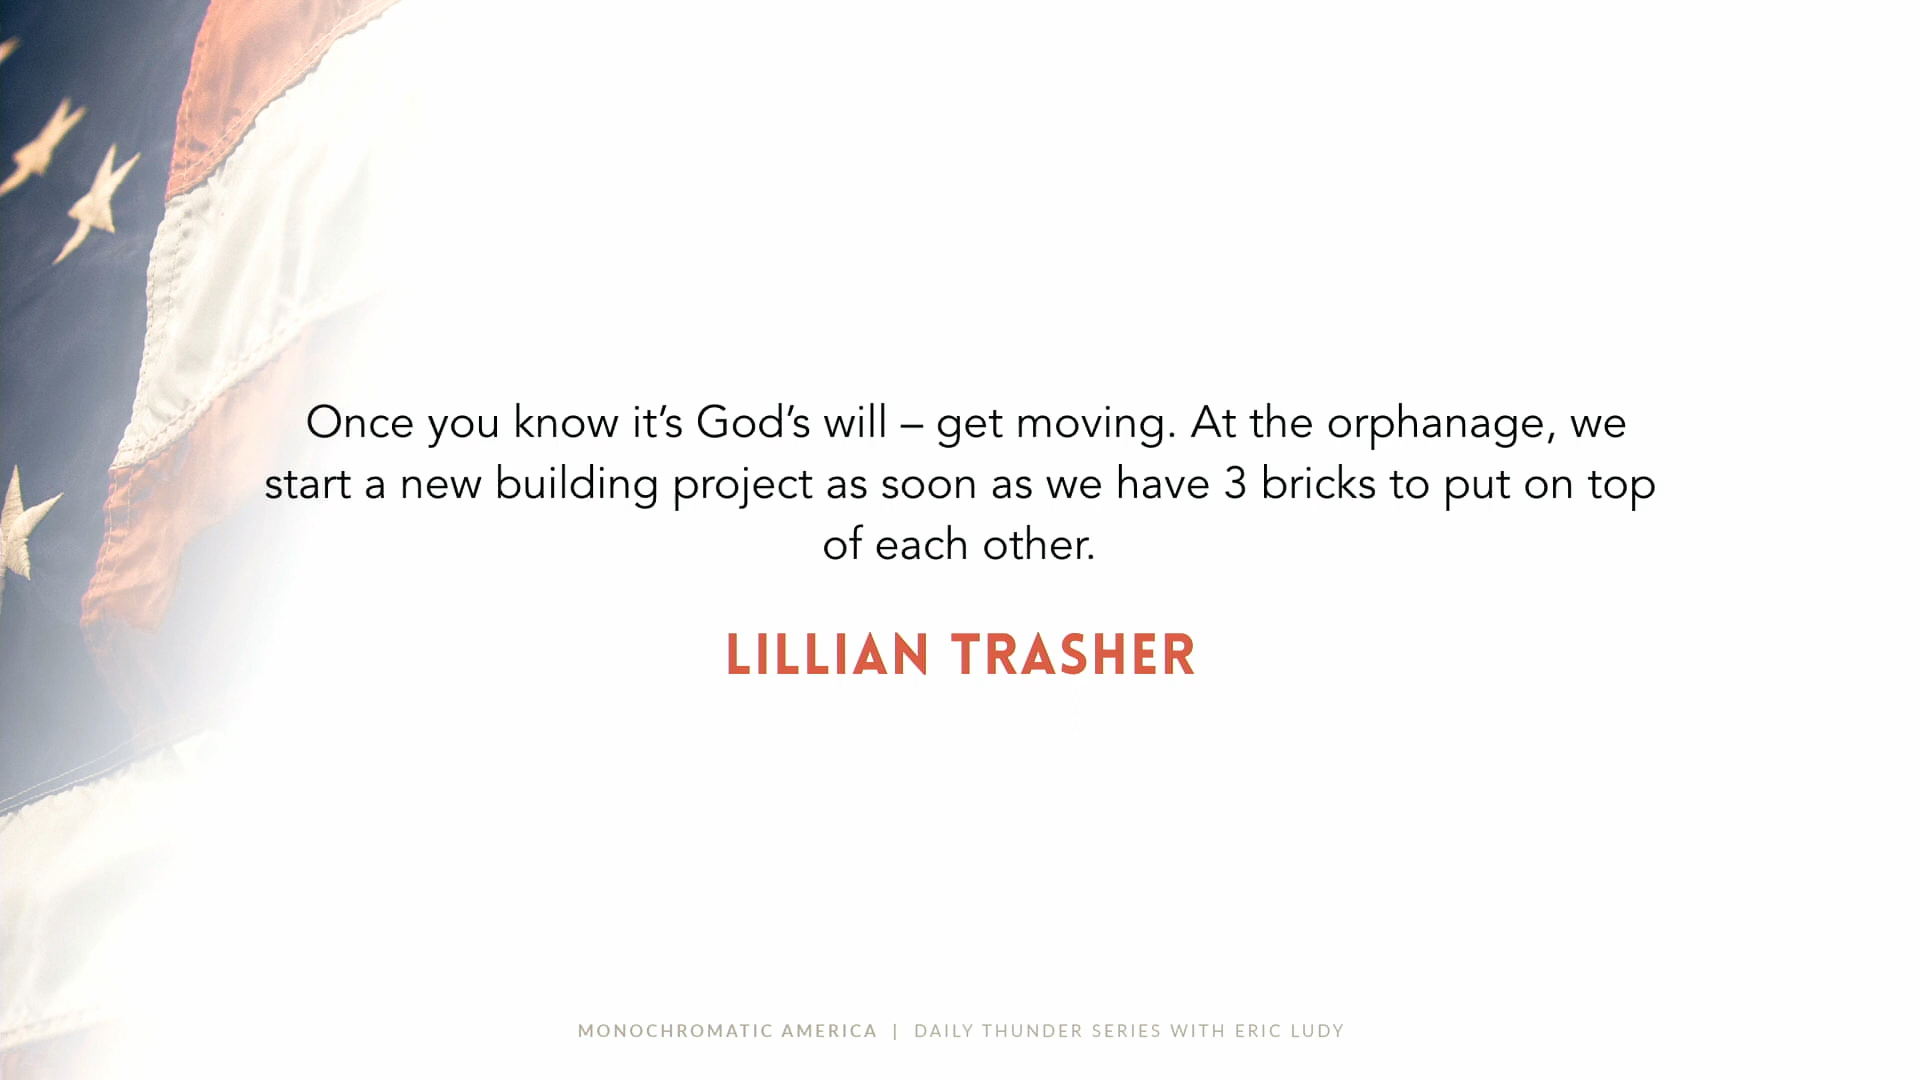 Once you know it’s God’s will – get moving. At the orphanage, we
start a new building project as soon as we have 3 bricks to put on top
of each other.
LILLIAN TRASHER
MONOCHROMATIC AMERICA | DAILY THUNDER SERIES WITH ERIC LUDY